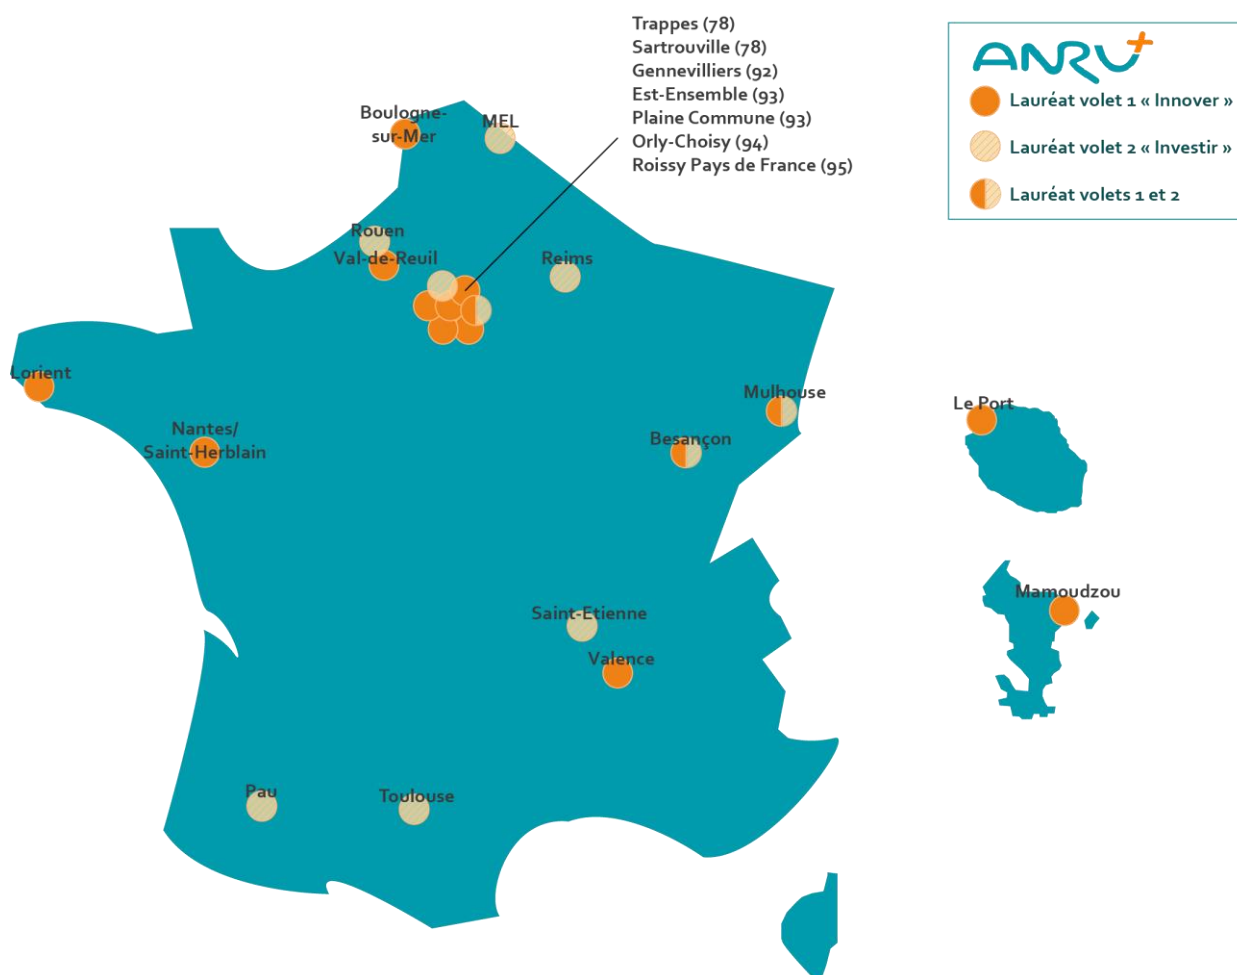 Trappes (78)
Sartrouville (78)
Gennevilliers (92)
Est-Ensemble (93)
Plaine Commune (93)
Orly-Choisy (94)
Roissy Pays de France (95)
ANRU+
Lauréat volet 1 « Innover »
Lauréat volet 2 « Investir »
Lauréat volets 1 et 2
Boulogne-
sur-Mer
MEL
Rouen
Val-de-Reuil
Reims
Lorient
Nantes/
Saint-Herblain
Mulhouse
Besançon
Le Port
Mamoudzou
Saint-Etienne
Valence
Pau
Toulouse